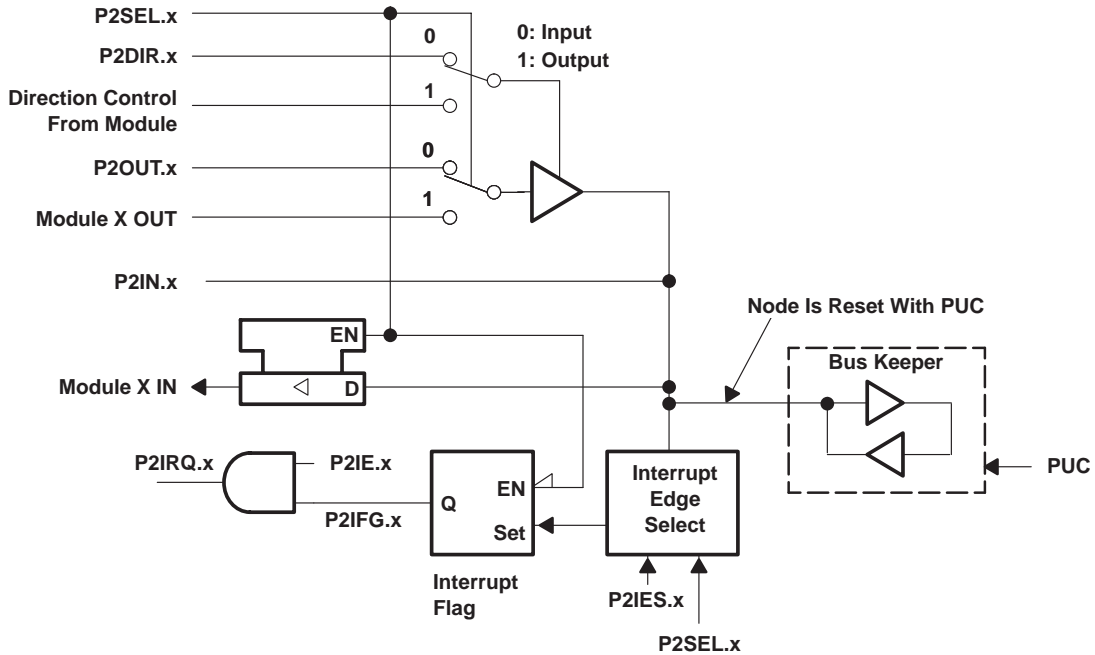 P2SEL.x
0
0: Input
P2DIR.x
1: Output
Direction Control
From Module
1
0
P2OUT.x
1
Module X OUT
P2IN.x
Node Is Reset With PUC
EN
Bus Keeper
Module X IN
D
P2IRQ.x
P2IE.x
Interrupt
Edge
Select
PUC
EN
Q
P2IFG.x
Set
Interrupt
Flag
P2IES.x
P2SEL.x